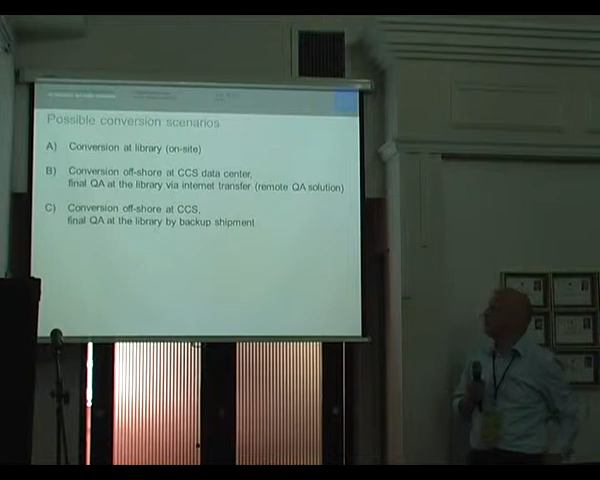 Possible conversion scenarios
A) Conversion at library (on-site)
B) Conversion off-shore at CCS data center,
final QA at the library via internet transfer (remote QA solution)
C) Conversion off-shore at CCS,
final QA at the library by backup shipment